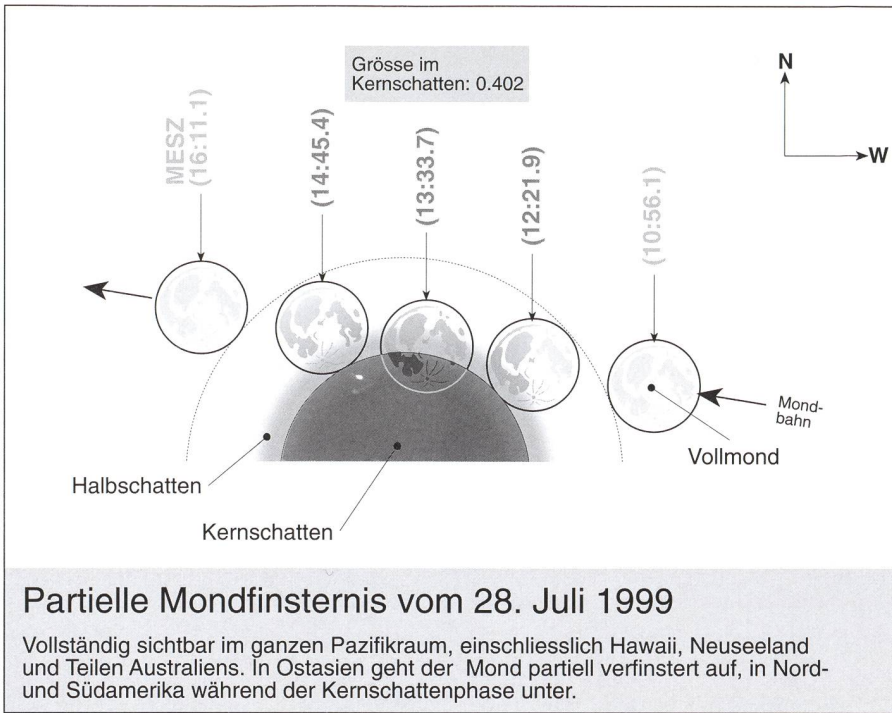 Grösse im
Kernschatten: 0.402
N
W
MESZ
(16:11.1)
(14:45.4)
(13:33.7)
(12:21.9)
(10:56.1)
Mond-
bahn
Vollmond
Halbschatten
Kernschatten
Partielle Mondfinsternis vom 28. Juli 1999
Vollständig sichtbar im ganzen Pazifikraum, einschliesslich Hawaii, Neuseeland
und Teilen Australiens. In Ostasien geht der Mond partiell verfinstert auf, in Nord-
und Südamerika während der Kernschattenphase unter.